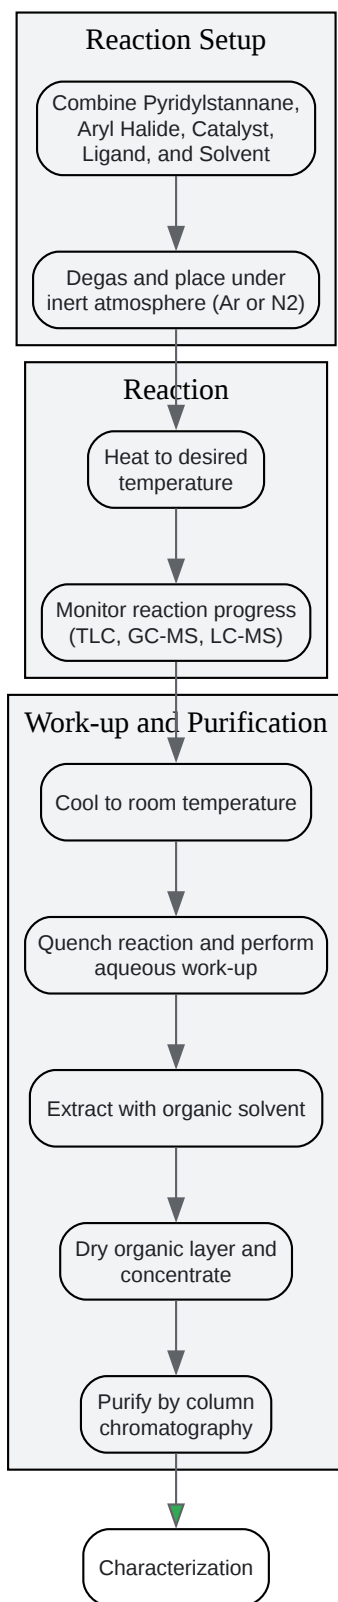 Reaction Setup
Combine Pyridylstannane,
Aryl Halide, Catalyst,
Ligand, and Solvent
Degas and place under
inert atmosphere (Ar or N2)
Reaction
Heat to desired
temperature
Monitor reaction progress
(TLC, GC-MS, LC-MS)
Work-up and Purification
Cool to room temperature
Quench reaction and perform
aqueous work-up
Extract with organic solvent
Dry organic layer and
concentrate
Purify by column
chromatography
Characterization